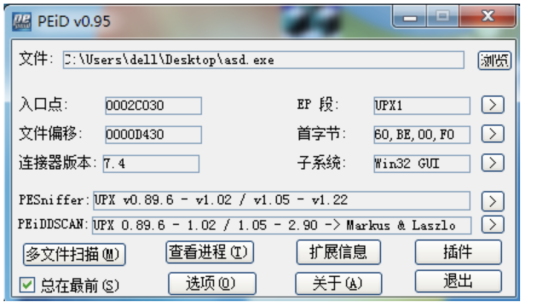 PEiD v0.95
文件: C:\Users\dell\Desktop\asd.exe 浏览
入口点: 0002C030 EP 段: UPX1 >
文件偏移: 0000D430 首字节: 60,BE,00,F0 >
连接器版本: 7.4 子系统: Win32 GUI >
PESniffer: UPX v0.89.6 - v1.02 / v1.05 - v1.22 >
PEiDDSCAN: UPX 0.89.6 - 1.02 / 1.05 - 2.90 -> Markus & Laszlo >
多文件扫描(M) 查看进程(T) 扩展信息 插件
总在最前(S) 选项(O) 关于(A) 退出